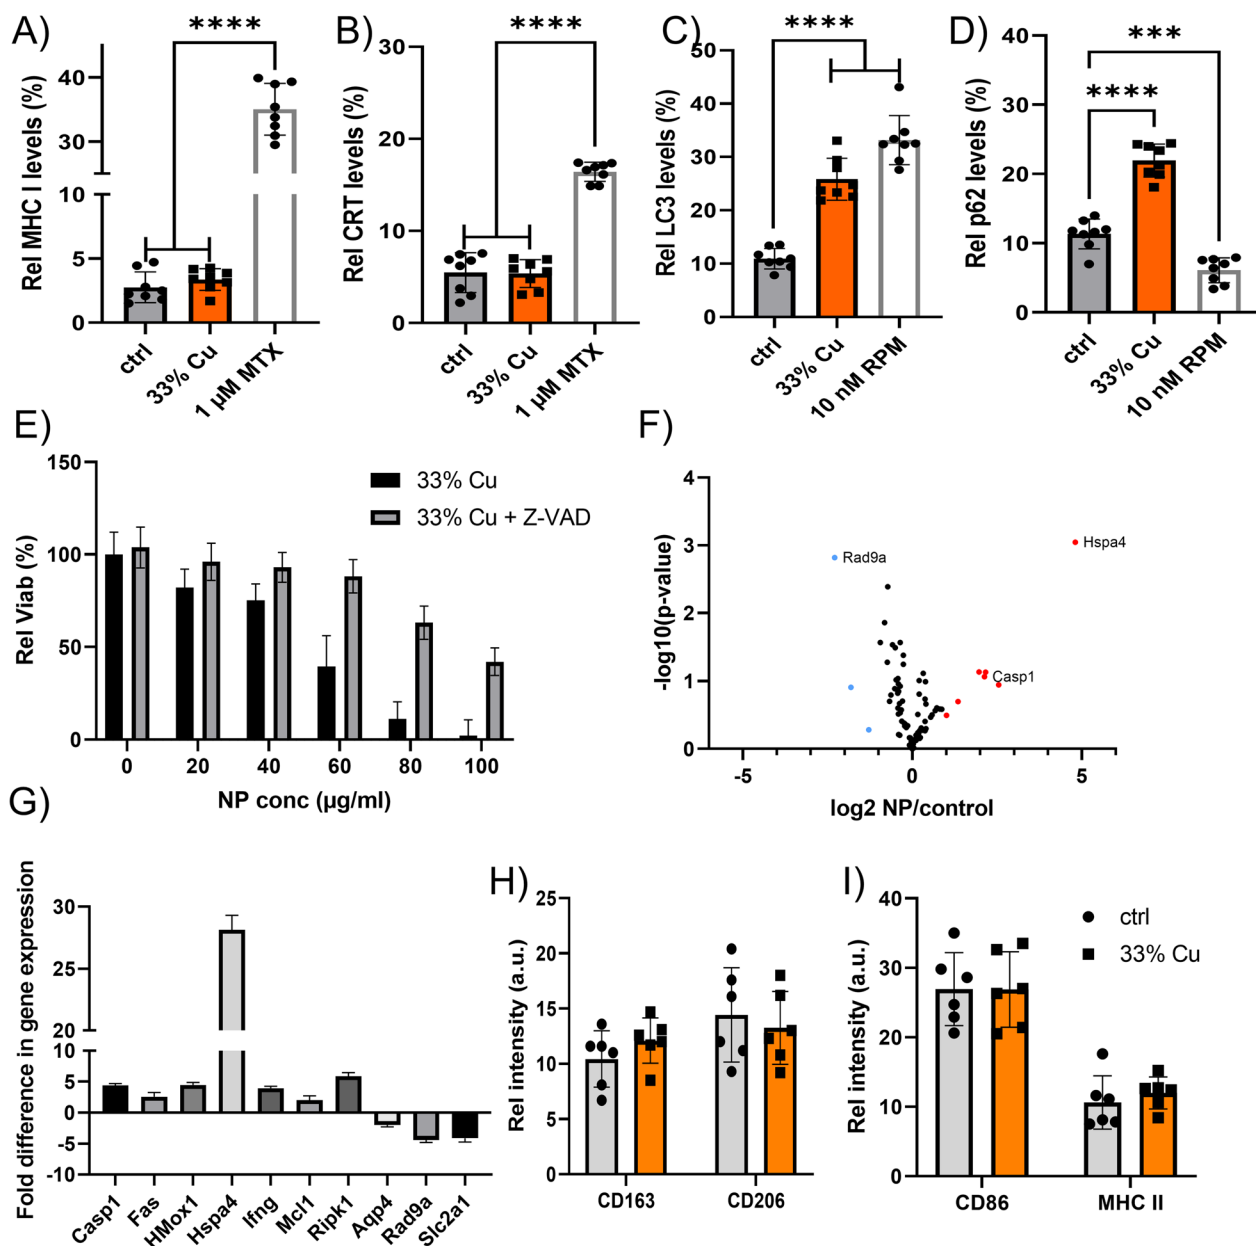 A)
Rel MHC I levels (%)
40
30
10
5
0
****
ctrl
33% Cu
1 µM MTX
B)
Rel CRT levels (%)
30
20
10
0
****
ctrl
33% Cu
1 µM MTX
C)
Rel LC3 levels (%)
50
40
30
20
10
0
****
ctrl
33% Cu
10 nM RPM
D)
Rel p62 levels (%)
40
30
20
10
0
***
****
ctrl
33% Cu
10 nM RPM
E)
Rel Viab (%)
150
100
50
0
33% Cu
33% Cu + Z-VAD
0 20 40 60 80 100
NP conc (µg/ml)
F)
-log10(p-value)
4
3
2
1
0
Hspa4
Rad9a
Casp1
-5 0 5
log2 NP/control
G)
Fold difference in gene expression
30
25
20
10
5
0
-5
-10
Casp1
Fas
HMox1
Hspa4
Ifng
Mcl1
Ripk1
Aqp4
Rad9a
Slc2a1
H)
Rel intensity (a.u.)
25
20
15
10
5
0
CD163 CD206
I)
Rel intensity (a.u.)
40
30
20
10
0
ctrl
33% Cu
CD86 MHC II